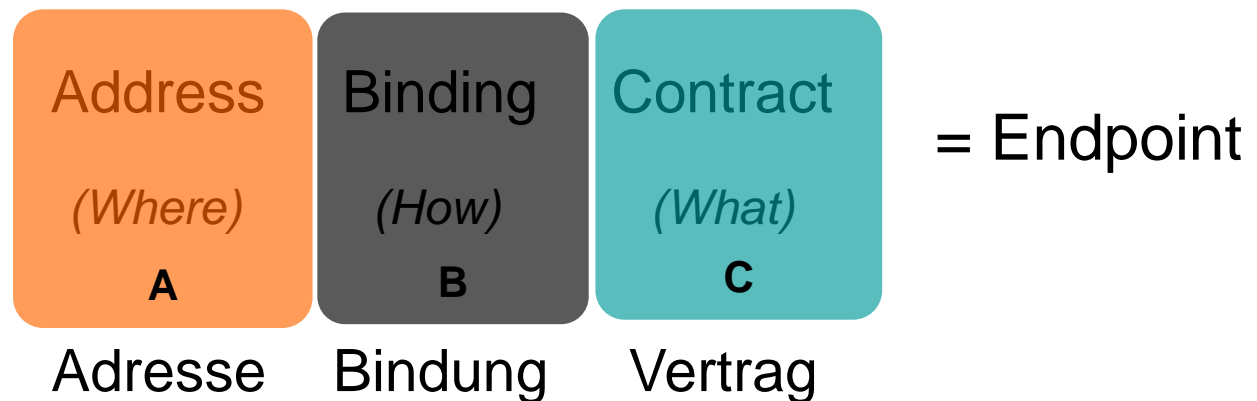 Address Binding Contract
= Endpoint
(Where) (How) (What)
A B C
Adresse Bindung Vertrag